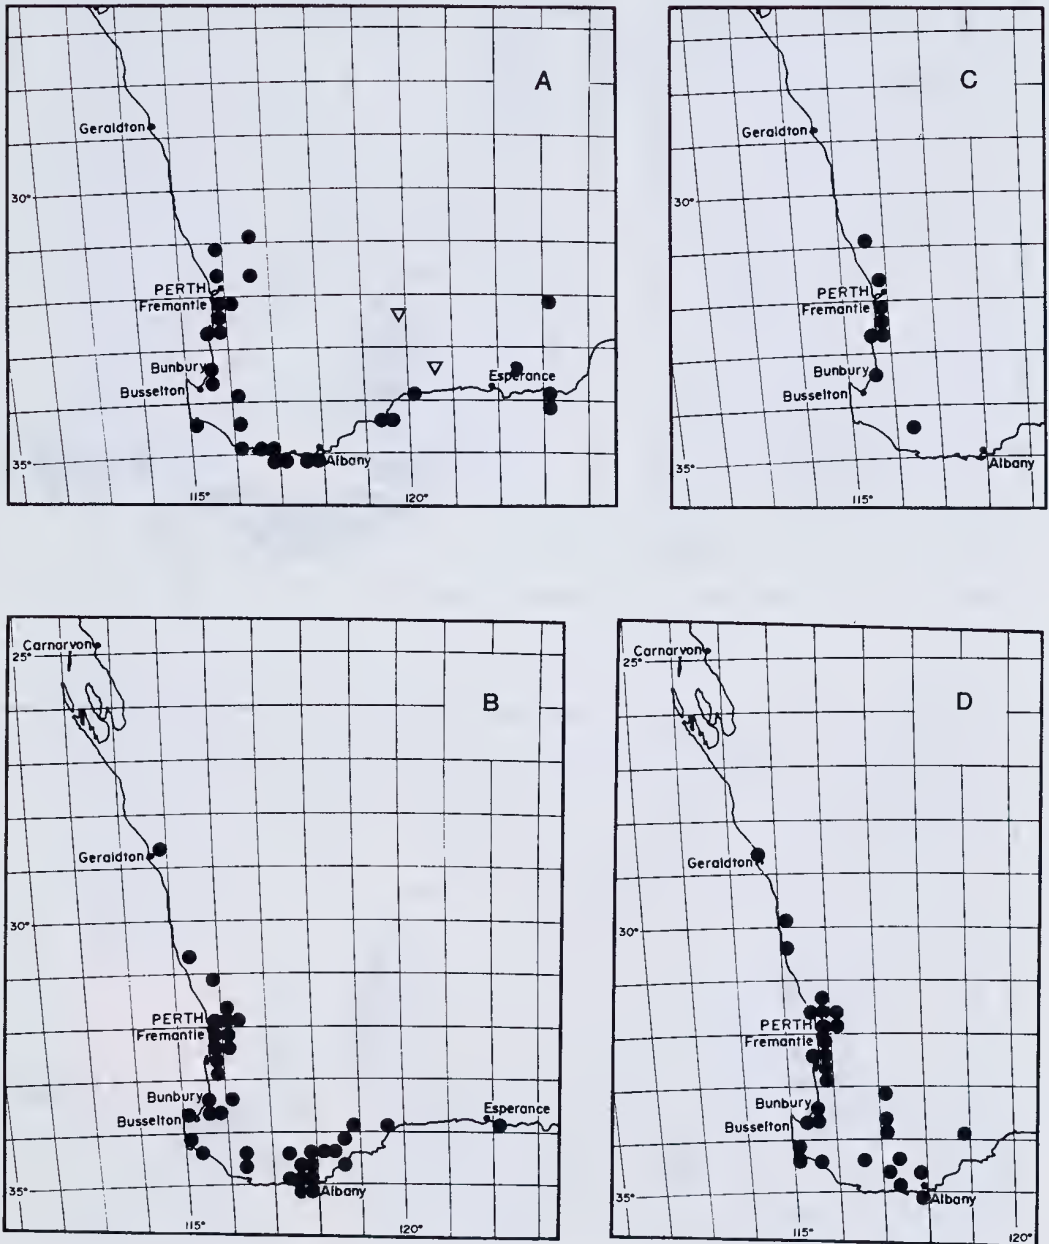 A
Geraldton
30°
PERTH
Fremantle
Bunbury
Busselton
Esperance
Albany
35°
115°
120°
C
Geraldton
30°
PERTH
Fremantle
Bunbury
Busselton
Albany
35°
115°
Carnarvon
25°
B
Geraldton
30°
PERTH
Fremantle
Bunbury
Busselton
Esperance
Albany
35°
115°
120°
Carnarvon
25°
D
Geraldton
30°
PERTH
Fremantle
Bunbury
Busselton
Albany
35°
115°
120°